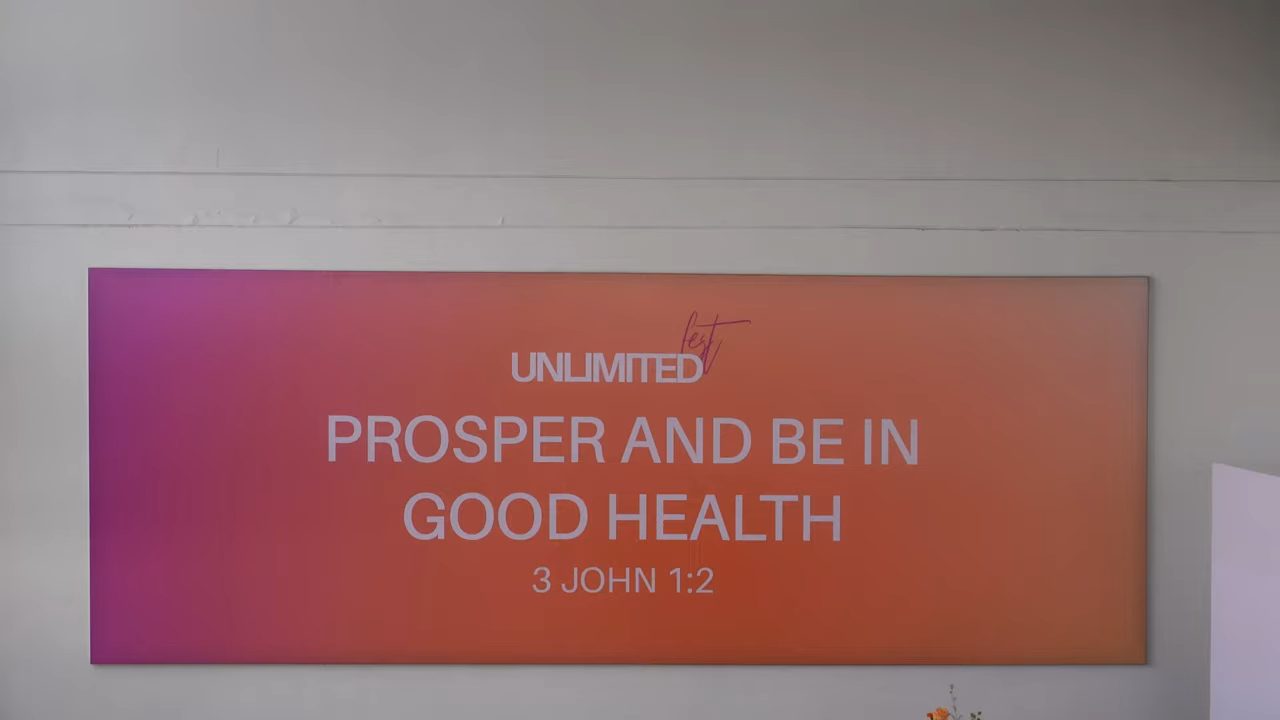 UNLIMITED fest
PROSPER AND BE IN
GOOD HEALTH
3 JOHN 1:2